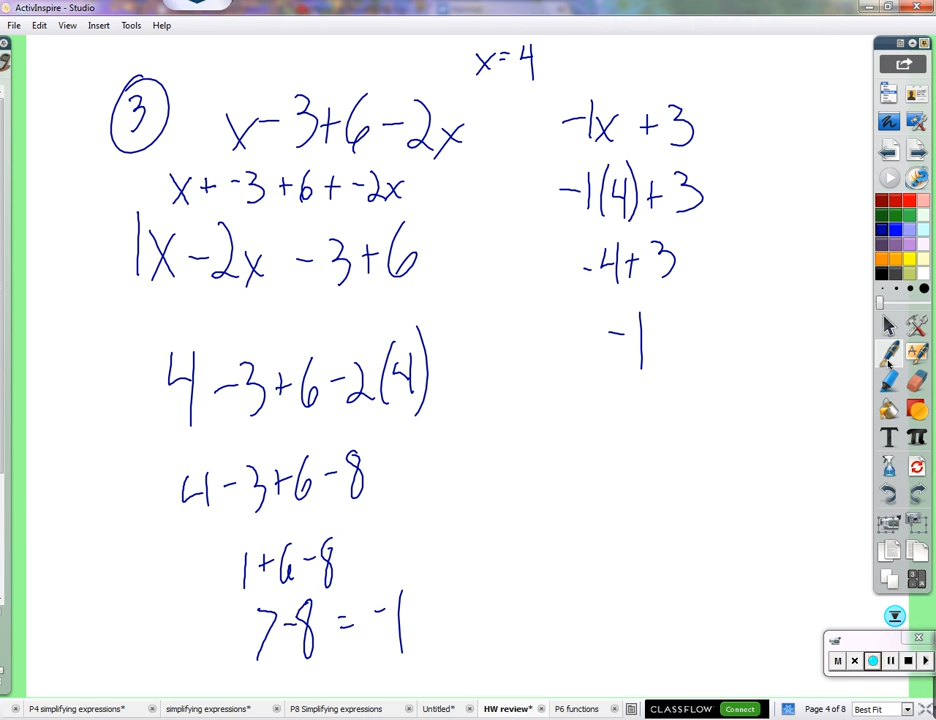 ActivInspire - Studio
File Edit View Insert Tools Help
x = 4
3
x - 3 + 6 - 2x
x + -3 + 6 + -2x
1x - 2x - 3 + 6
4 - 3 + 6 - 2(4)
4 - 3 + 6 - 8
1 + 6 - 8
7 - 8 = -1
-1x + 3
-1(4) + 3
-4 + 3
-1
M
P4 simplifying expressions* simplifying expressions* P8 Simplifying expressions Untitled* HW review* P6 functions CLASSFLOW Connect Page 4 of 8 Best Fit